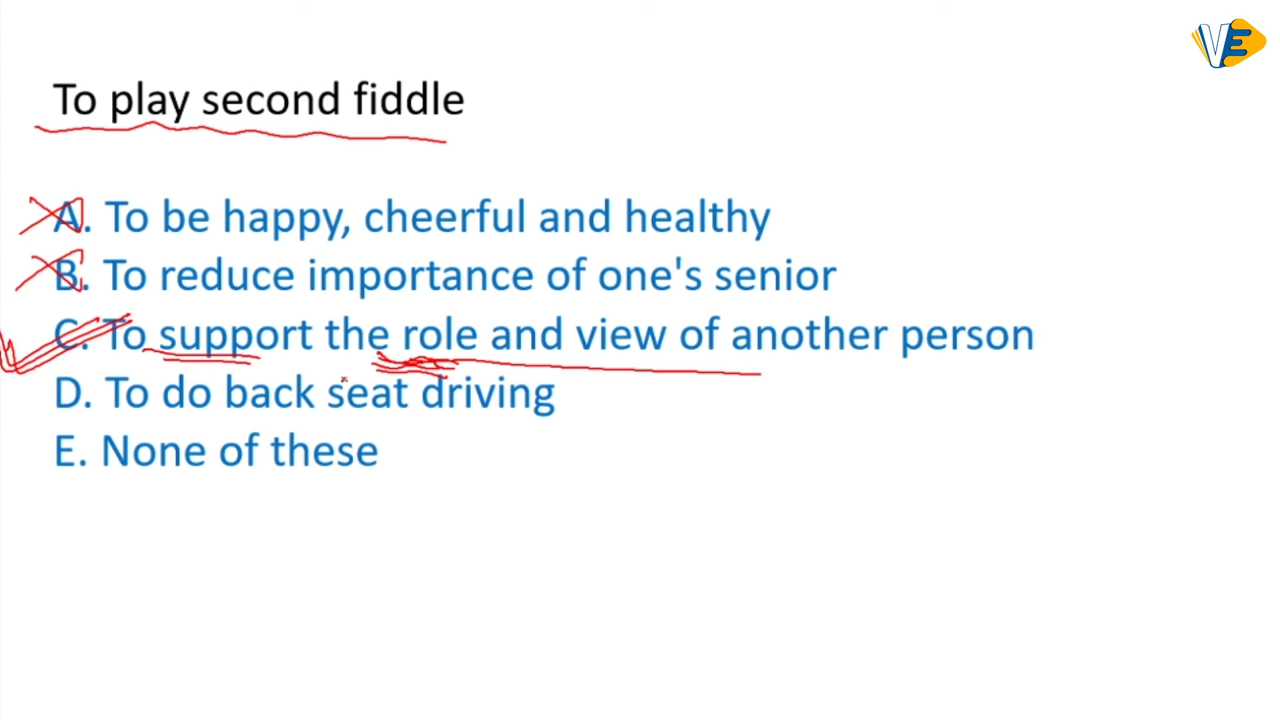 VE
To play second fiddle
A. To be happy, cheerful and healthy
B. To reduce importance of one's senior
C. To support the role and view of another person
D. To do back seat driving
E. None of these